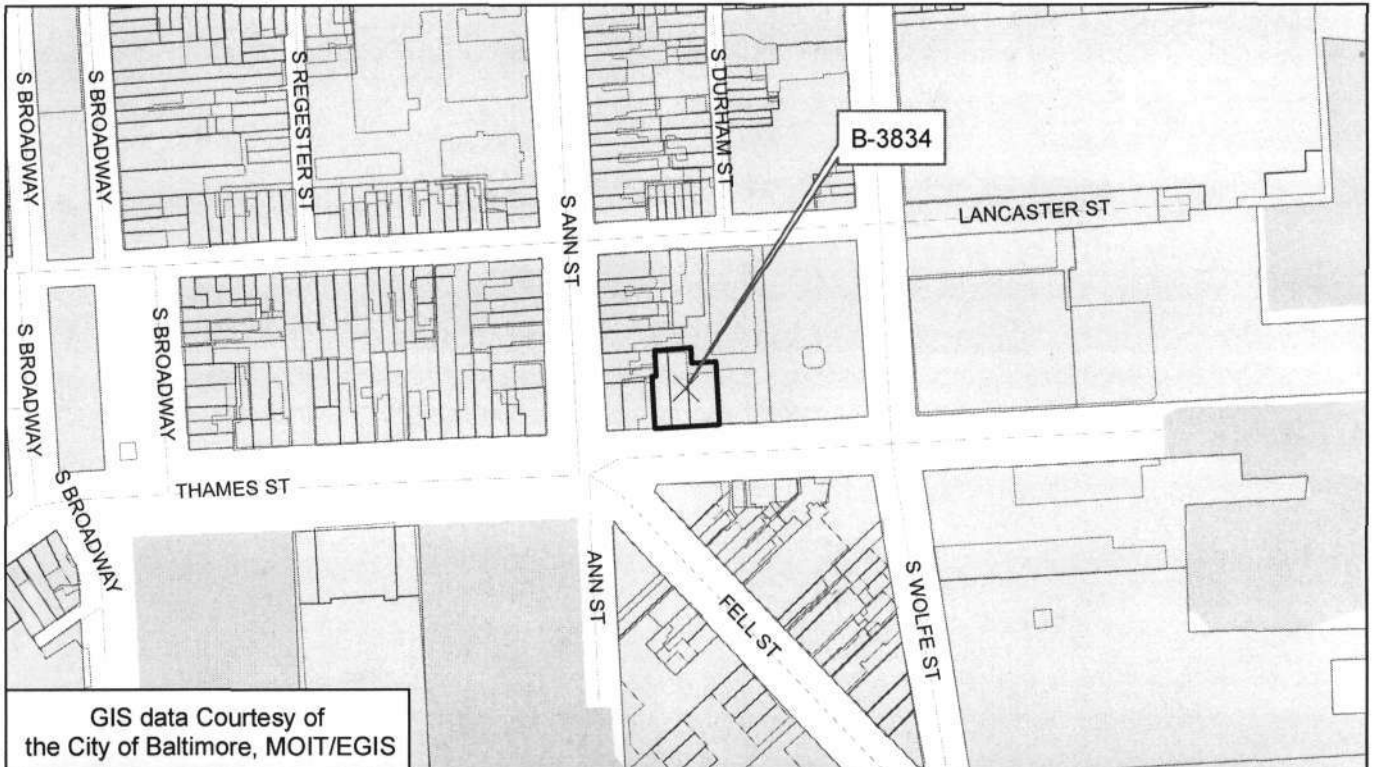 S BROADWAY
S BROADWAY
S REGESTER ST
S DURHAM ST
B-3834
S ANN ST
LANCASTER ST
S BROADWAY
S BROADWAY
S BROADWAY
THAMES ST
ANN ST
FELL ST
S WOLFE ST
GIS data Courtesy of
the City of Baltimore, MOIT/EGIS